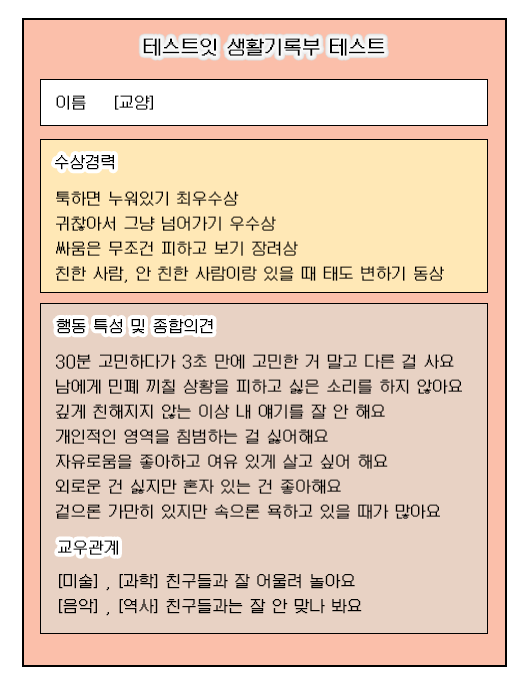 테스트잇 생활기록부 테스트
이름 [교양]
수상경력
툭하면 누워있기 최우수상
귀찮아서 그냥 넘어가기 우수상
싸움은 무조건 피하고 보기 장려상
친한 사람, 안 친한 사람이랑 있을 때 태도 변하기 동상
행동 특성 및 종합의견
30분 고민하다가 3초 만에 고민한 거 말고 다른 걸 사요
남에게 민폐 끼칠 상황을 피하고 싫은 소리를 하지 않아요
깊게 친해지지 않는 이상 내 얘기를 잘 안 해요
개인적인 영역을 침범하는 걸 싫어해요
자유로움을 좋아하고 여유 있게 살고 싶어 해요
외로운 건 싫지만 혼자 있는 건 좋아해요
겉으론 가만히 있지만 속으론 욕하고 있을 때가 많아요
교우관계
[미술] , [과학] 친구들과 잘 어울려 놀아요
[음악] , [역사] 친구들과는 잘 안 맞나 봐요